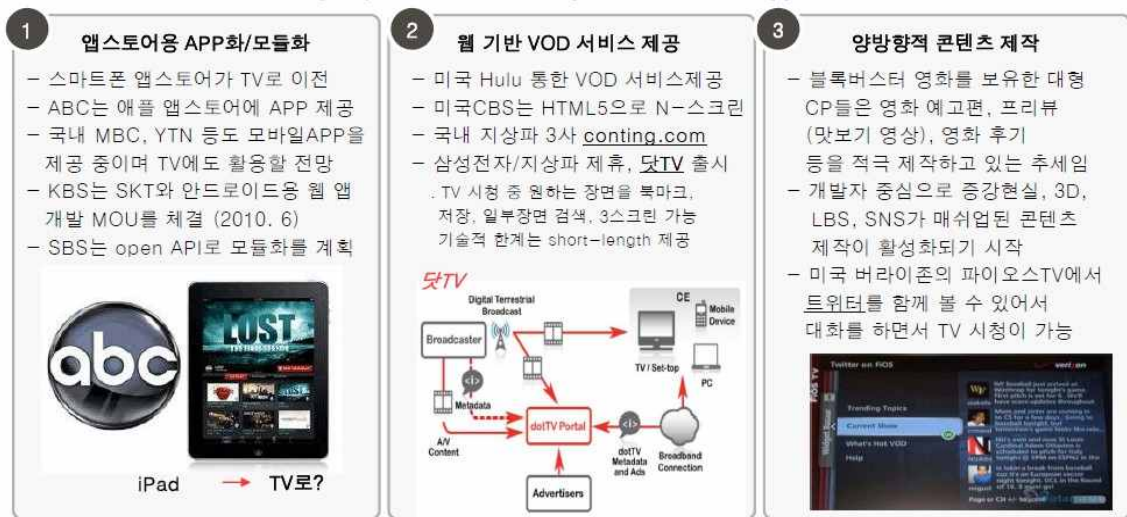 1
앱스토어용 APP화/모듈화
- 스마트폰 앱스토어가 TV로 이전
- ABC는 애플 앱스토어에 APP 제공
- 국내 MBC, YTN 등도 모바일APP을
제공 중이며 TV에도 활용할 전망
- KBS는 SKT와 안드로이드용 웹 앱
개발 MOU를 체결 (2010. 6)
- SBS는 open API로 모듈화를 계획
abc
LOST
THE FINAL SEASON
iPad → TV로?
2
웹 기반 VOD 서비스 제공
- 미국 Hulu 통한 VOD 서비스제공
- 미국CBS는 HTML5으로 N-스크린
- 국내 지상파 3사 conting.com
- 삼성전자/지상파 제휴, 닷TV 출시
. TV 시청 중 원하는 장면을 북마크,
저장, 일부장면 검색, 3스크린 가능
기술적 한계는 short-length 제공
닷TV
Digital Terrestrial
Broadcast
CE
Mobile
Device
Broadcaster
TV / Set-top
PC
<i>
Metadata
dotTV Portal
<i>
A/V
Content
dotTV
Metadata
and Ads
Broadband
Connection
Advertisers
3
양방향적 콘텐츠 제작
- 블록버스터 영화를 보유한 대형
CP들은 영화 예고편, 프리뷰
(맛보기 영상), 영화 후기
등을 적극 제작하고 있는 추세임
- 개발자 중심으로 증강현실, 3D,
LBS, SNS가 매쉬업된 콘텐츠
제작이 활성화되기 시작
- 미국 버라이존의 파이오스TV에서
트위터를 함께 볼 수 있어서
대화를 하면서 TV 시청이 가능
Twitter on FiOS
verizon
FiOS TV
Widget Bazaar
Trending Topics
Current Show
What's Hot VOD
Help